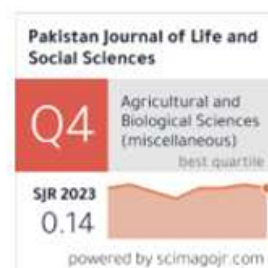 Pakistan Journal of Life and
Social Sciences
Q4
Agricultural and
Biological Sciences
(miscellaneous)
best quartile
SJR 2023
0.14
powered by scimagojr.com